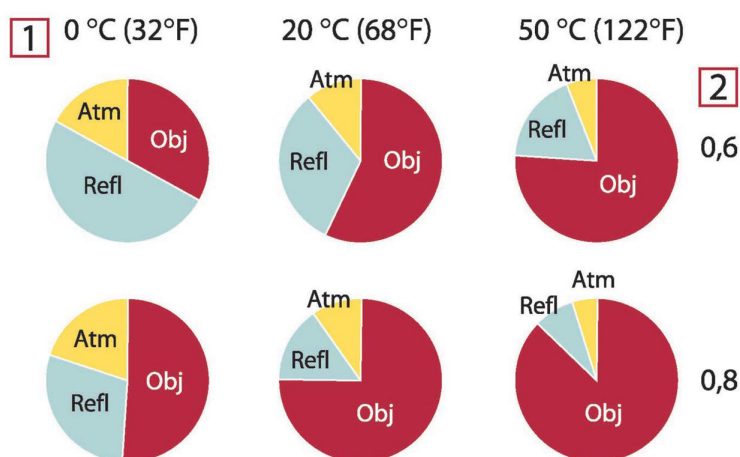 1 0 °C (32°F) 20 °C (68°F) 50 °C (122°F)
2
Atm Obj Refl
Atm Refl Obj
Atm Refl Obj
0,6
Atm Obj Refl
Atm Refl Obj
Atm Refl Obj
0,8